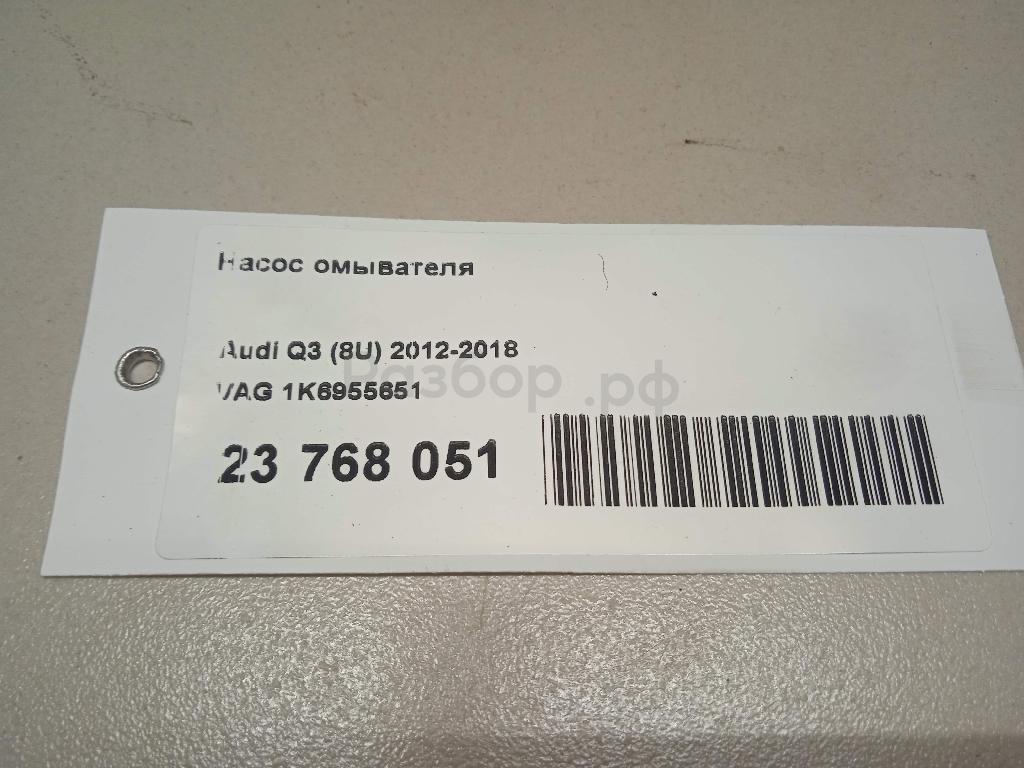 Насос омывателя
Audi Q3 (8U) 2012-2018
VAG 1K6955651
Разбор.рф
23 768 051